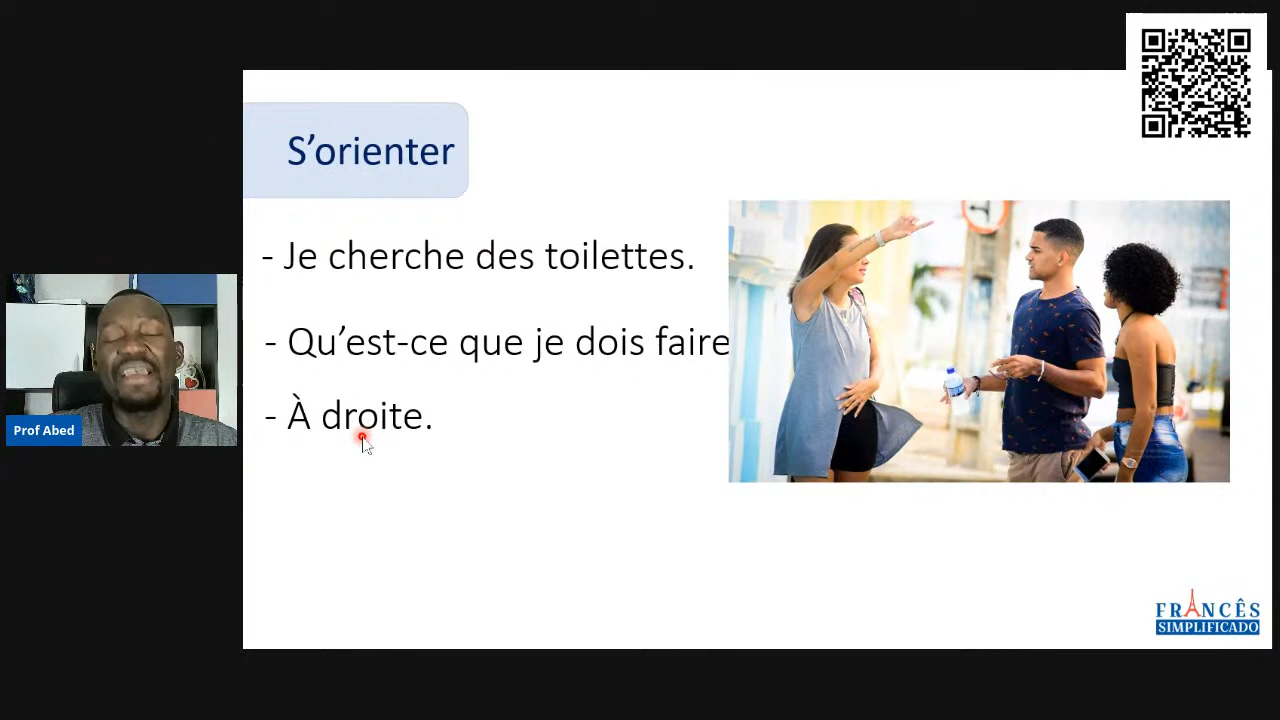 S’orienter
- Je cherche des toilettes.
- Qu’est-ce que je dois faire
- À droite.
Prof Abed
FRANCÊS
SIMPLIFICADO